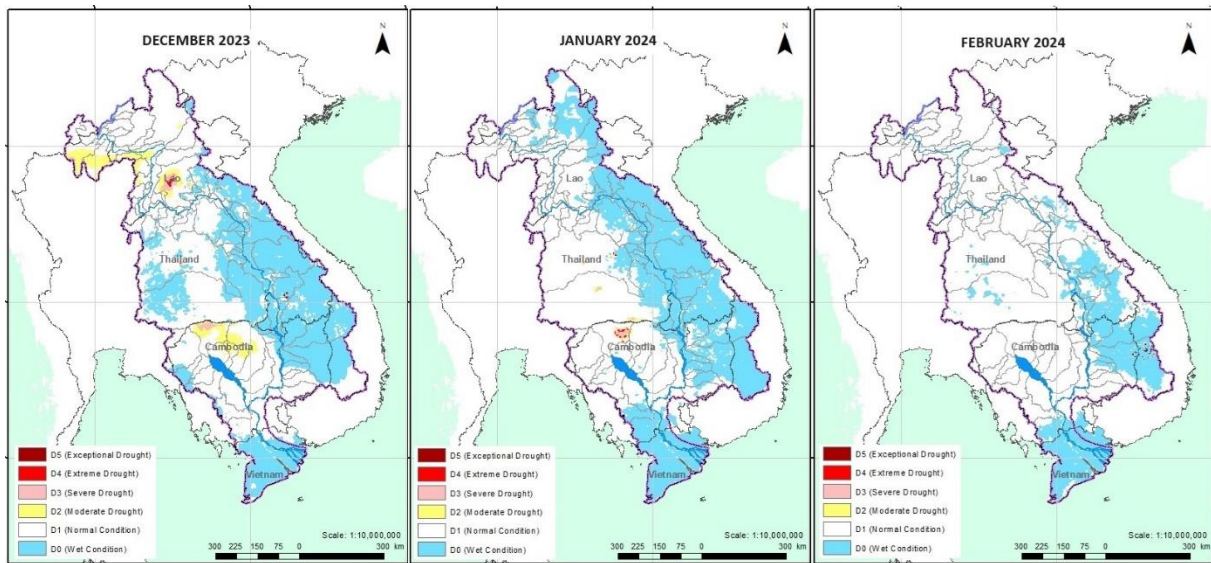 DECEMBER 2023
N
Lao
Thailand
Cambodia
Vietnam
D5 (Exceptional Drought)
D4 (Extreme Drought)
D3 (Severe Drought)
D2 (Moderate Drought)
D1 (Normal Condition)
D0 (Wet Condition)
Scale: 1:10,000,000
300 225 150 75 0 300 km
JANUARY 2024
N
Lao
Thailand
Cambodia
Vietnam
D5 (Exceptional Drought)
D4 (Extreme Drought)
D3 (Severe Drought)
D2 (Moderate Drought)
D1 (Normal Condition)
D0 (Wet Condition)
Scale: 1:10,000,000
300 225 150 75 0 300 km
FEBRUARY 2024
N
Lao
Thailand
Cambodia
Vietnam
D5 (Exceptional Drought)
D4 (Extreme Drought)
D3 (Severe Drought)
D2 (Moderate Drought)
D1 (Normal Condition)
D0 (Wet Condition)
Scale: 1:10,000,000
300 225 150 75 0 300 km